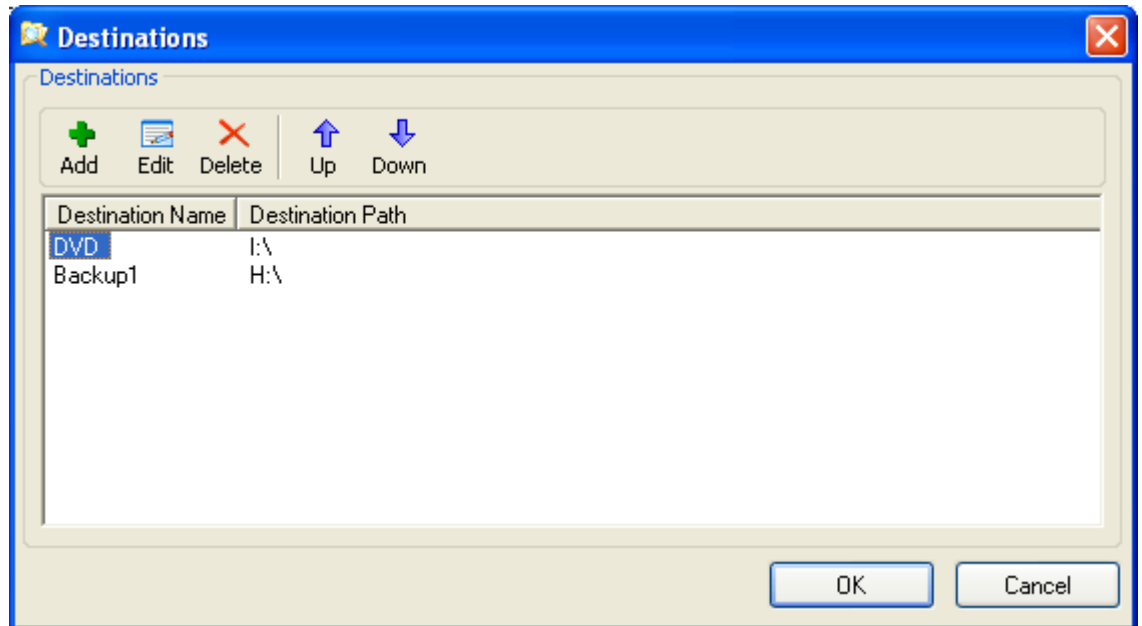 Destinations
Destinations
Add Edit Delete Up Down
Destination Name Destination Path
DVD I:\
Backup1 H:\
OK Cancel